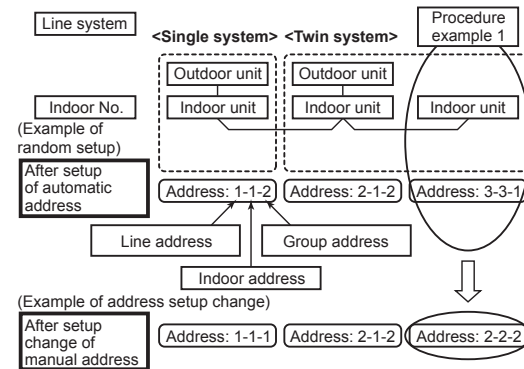 Line system
<Single system>
<Twin system>
Procedure
example 1
Outdoor unit
Outdoor unit
Indoor No.
Indoor unit
Indoor unit
Indoor unit
(Example of
random setup)
After setup
of automatic
address
Address: 1-1-2
Address: 2-1-2
Address: 3-3-1
Line address
Group address
Indoor address
(Example of address setup change)
After setup
change of
manual address
Address: 1-1-1
Address: 2-1-2
Address: 2-2-2